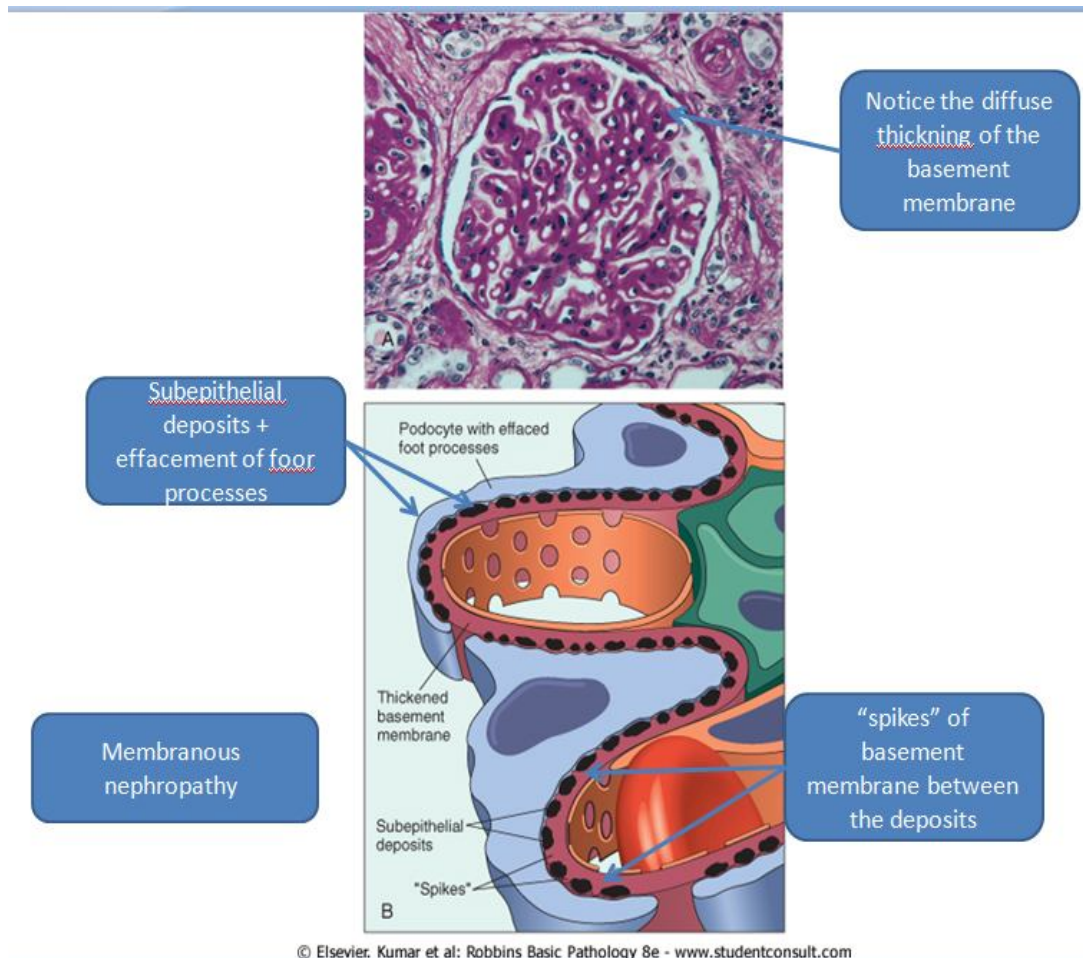 Notice the diffuse
thickning of the
basement
membrane
A
Subepithelial
deposits +
effacement of foor
processes
Podocyte with effaced
foot processes
Thickened
basement
membrane
Membranous
nephropathy
"spikes" of
basement
membrane between
the deposits
Subepithelial
deposits
"Spikes"
B
© Elsevier. Kumar et al: Robbins Basic Pathology 8e - www.studentconsult.com